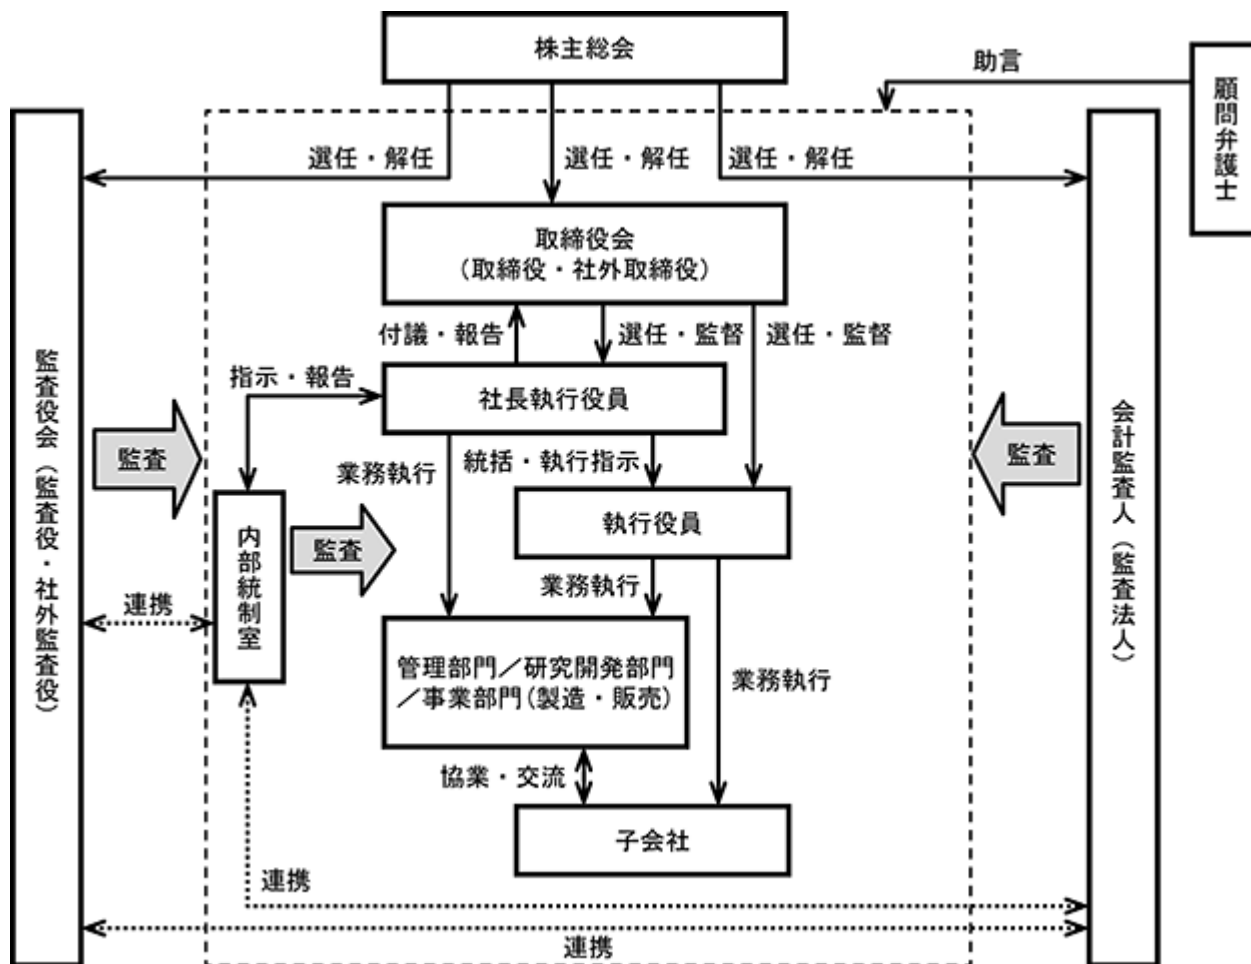 株主総会
助言
顧問弁護士
選任・解任
選任・解任
選任・解任
取締役会
（取締役・社外取締役）
付議・報告
選任・監督
選任・監督
指示・報告
社長執行役員
監査役会（監査役・社外監査役）
監査
業務執行
統括・執行指示
監査
会計監査人（監査法人）
内部統制室
監査
執行役員
連携
業務執行
管理部門／研究開発部門
／事業部門（製造・販売）
業務執行
協業・交流
子会社
連携
連携